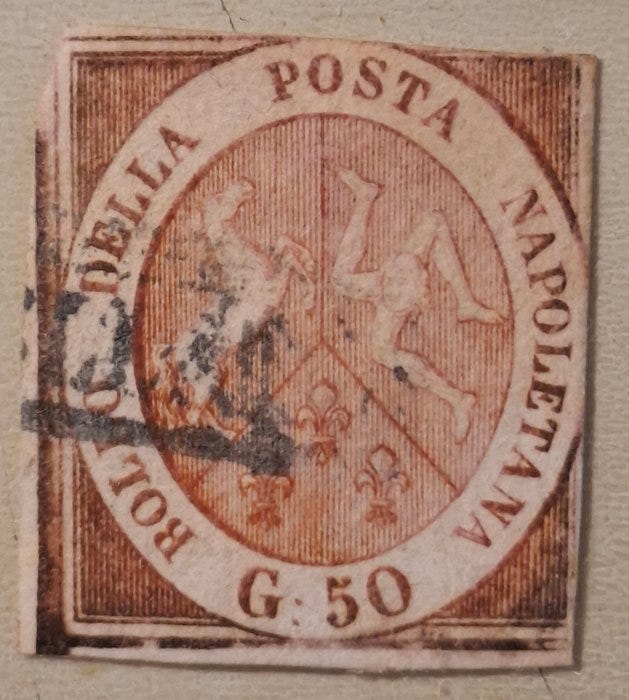 BOLLO DELLA POSTA NAPOLETANA
G. 50